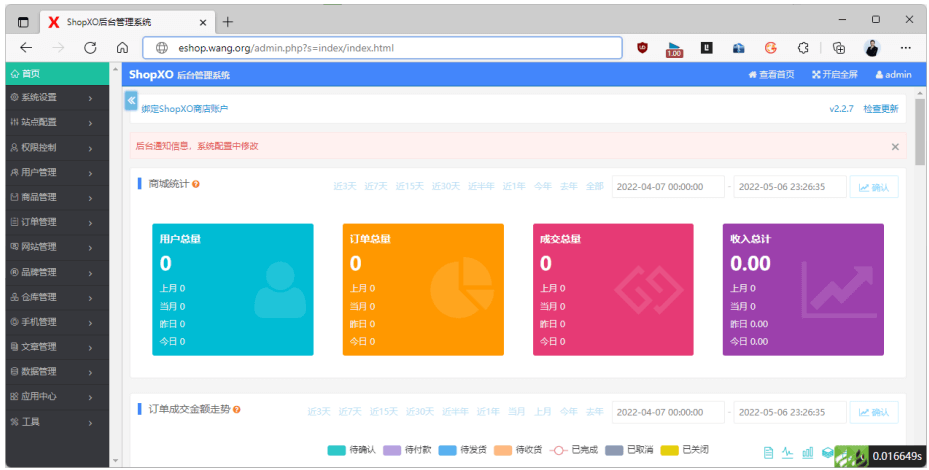 ShopXO后台管理系统
eshop.wang.org/admin.php?s=index/index.html
1.00
首页
ShopXO 后台管理系统
查看首页 开启全屏 admin
系统设置
站点配置
权限控制
用户管理
商品管理
订单管理
网站管理
品牌管理
仓库管理
手机管理
文章管理
数据管理
应用中心
工具
绑定ShopXO商店账户
v2.2.7 检查更新
后台通知信息，系统配置中修改
商城统计
近3天 近7天 近15天 近30天 近半年 近1年 今年 去年 全部 2022-04-07 00:00:00 - 2022-05-06 23:26:35 确认
用户总量
0
上月 0
当月 0
昨日 0
今日 0
订单总量
0
上月 0
当月 0
昨日 0
今日 0
成交总量
0
上月 0
当月 0
昨日 0
今日 0
收入总计
0.00
上月 0
当月 0
昨日 0.00
今日 0.00
订单成交金额走势
近3天 近7天 近15天 近30天 近半年 近1年 当月 上月 今年 去年 2022-04-07 00:00:00 - 2022-05-06 23:26:35 确认
待确认 待付款 待发货 待收货 已完成 已取消 已关闭
0.016649s